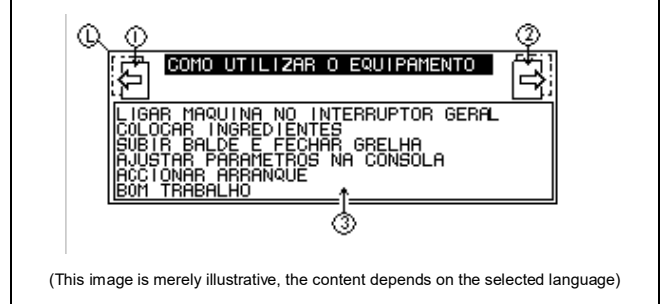 L 1 2
COMO UTILIZAR O EQUIPAMENTO
LIGAR MAQUINA NO INTERRUPTOR GERAL
COLOCAR INGREDIENTES
SUBIR BALDE E FECHAR GRELHA
AJUSTAR PARAMETROS NA CONSOLA
ACCIONAR ARRANQUE
BOM TRABALHO
3
(This image is merely illustrative, the content depends on the selected language)